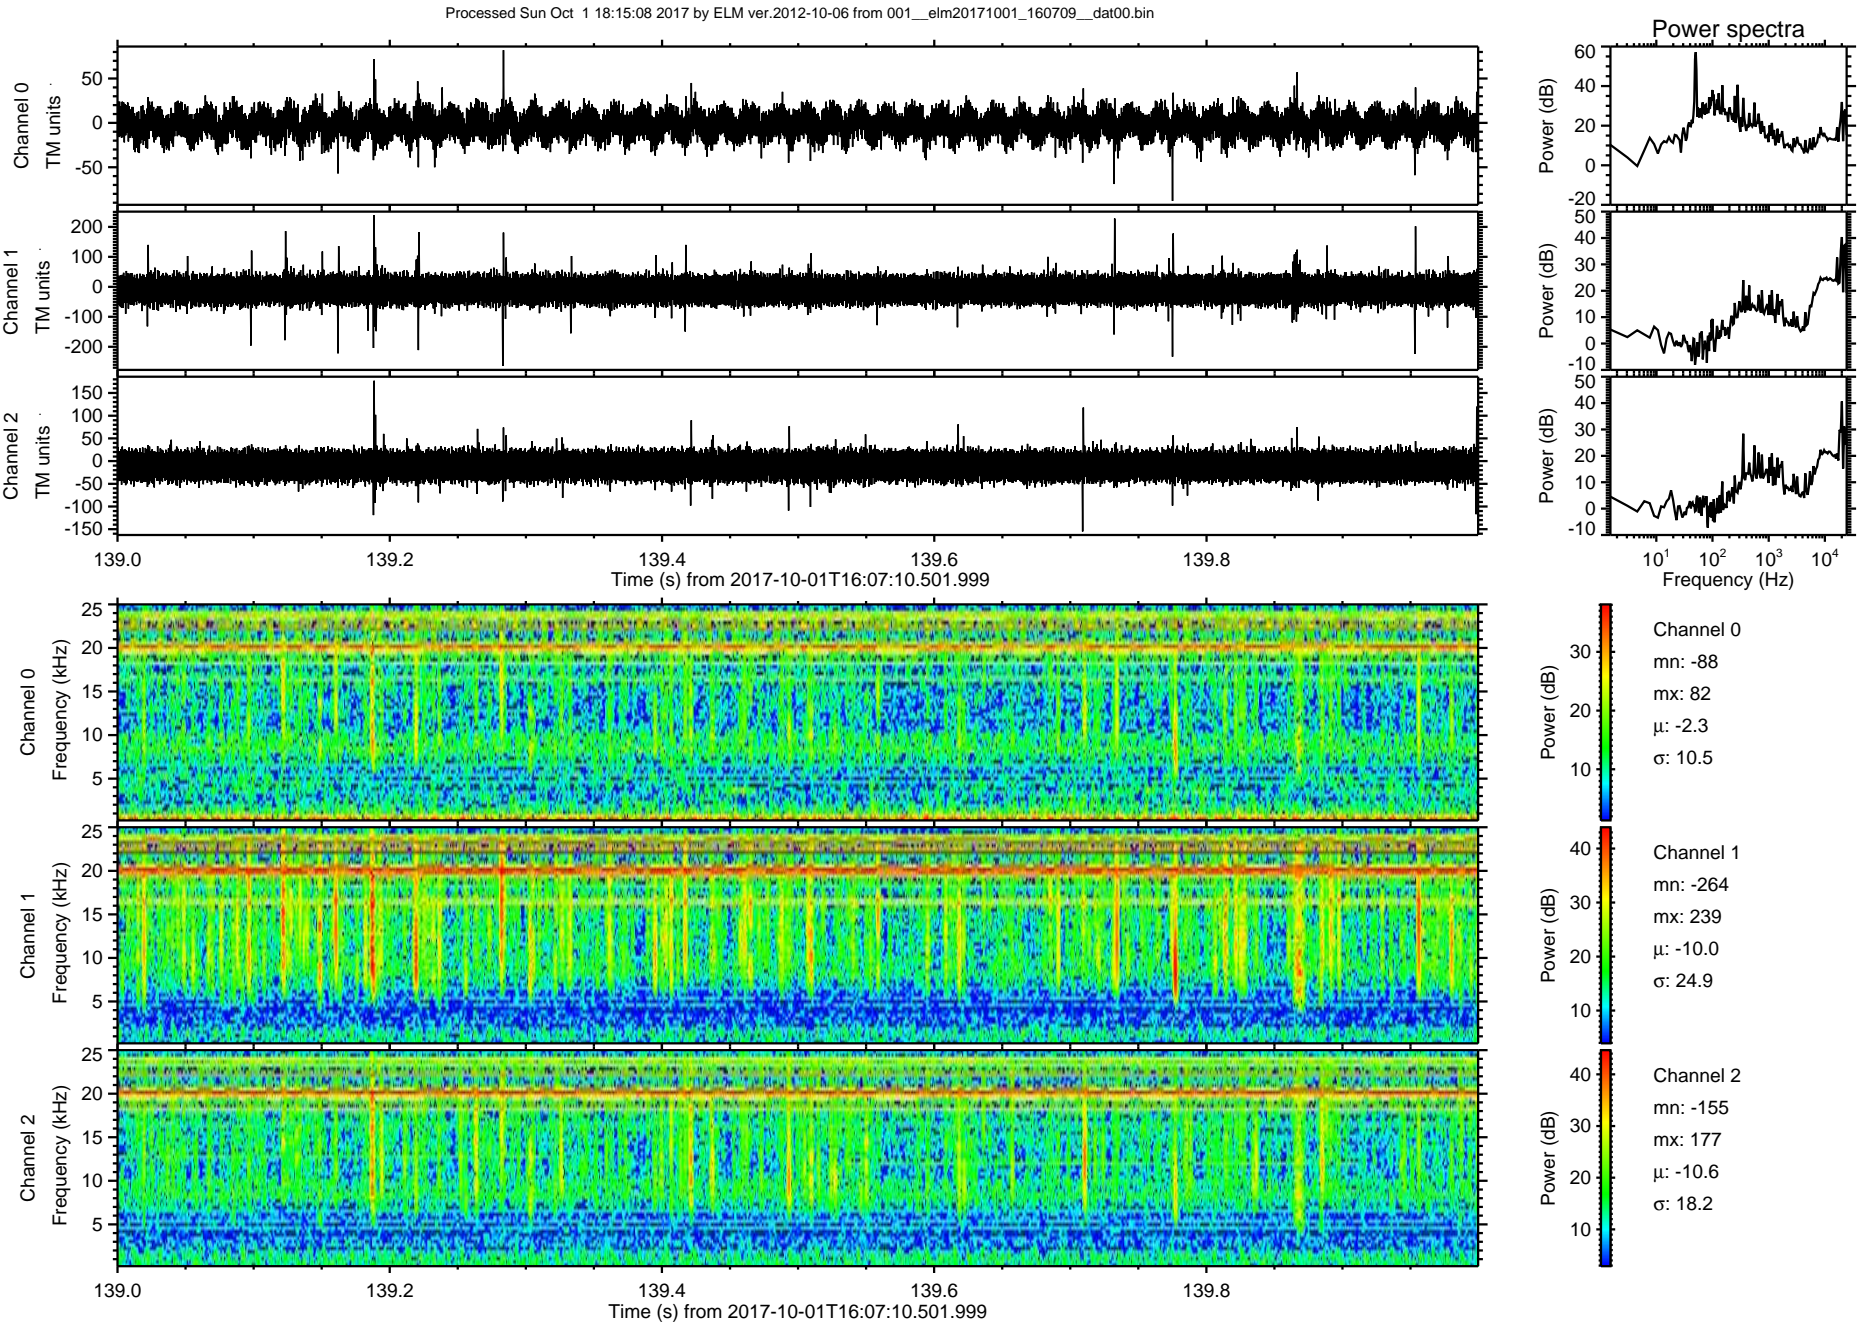 Processed Sun Oct 1 18:15:08 2017 by ELM ver.2012-10-06 from 001__elm20171001_160709__dat00.bin
Power spectra
Channel 0
TM units
50
0
-50
Power (dB)
60
40
20
0
-20
Channel 1
TM units
200
100
0
-100
-200
Power (dB)
50
40
30
20
10
0
-10
Channel 2
TM units
150
100
50
0
-50
-100
-150
Power (dB)
50
40
30
20
10
0
-10
139.0 139.2 139.4 139.6 139.8
Time (s) from 2017-10-01T16:07:10.501.999
10^1 10^2 10^3 10^4
Frequency (Hz)
Channel 0
Frequency (kHz)
25
20
15
10
5
Power (dB)
30
20
10
Channel 0
mn: -88
mx: 82
μ: -2.3
σ: 10.5
Channel 1
Frequency (kHz)
25
20
15
10
5
Power (dB)
40
30
20
10
Channel 1
mn: -264
mx: 239
μ: -10.0
σ: 24.9
Channel 2
Frequency (kHz)
25
20
15
10
5
Power (dB)
40
30
20
10
Channel 2
mn: -155
mx: 177
μ: -10.6
σ: 18.2
139.0 139.2 139.4 139.6 139.8
Time (s) from 2017-10-01T16:07:10.501.999